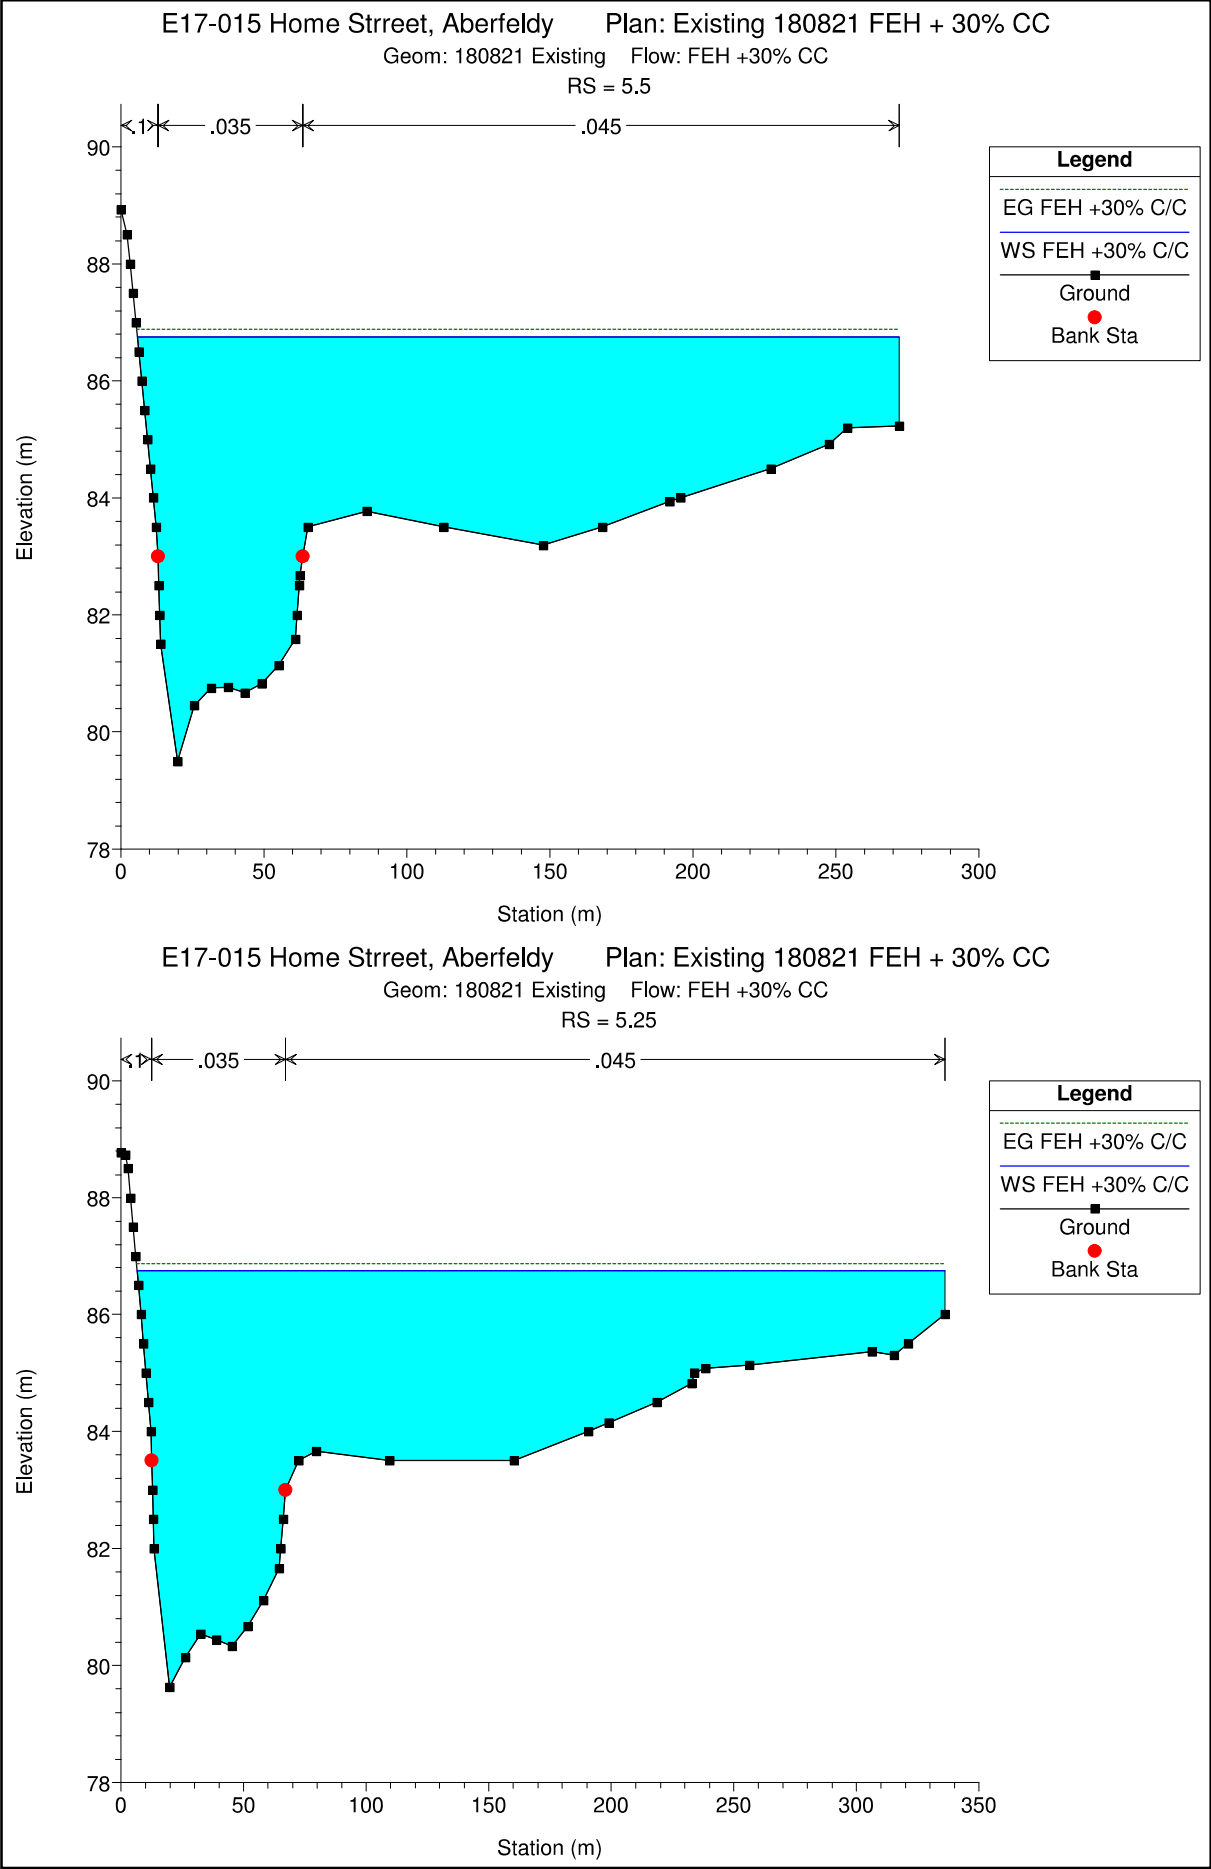 E17-015 Home Strreet, Aberfeldy Plan: Existing 180821 FEH + 30% CC
Geom: 180821 Existing Flow: FEH +30% CC
RS = 5.5
.1 .035 .045
Legend
EG FEH +30% C/C
WS FEH +30% C/C
Ground
Bank Sta
Elevation (m)
90
88
86
84
82
80
78
0 50 100 150 200 250 300
Station (m)
E17-015 Home Strreet, Aberfeldy Plan: Existing 180821 FEH + 30% CC
Geom: 180821 Existing Flow: FEH +30% CC
RS = 5.25
.1 .035 .045
Legend
EG FEH +30% C/C
WS FEH +30% C/C
Ground
Bank Sta
Elevation (m)
90
88
86
84
82
80
78
0 50 100 150 200 250 300 350
Station (m)